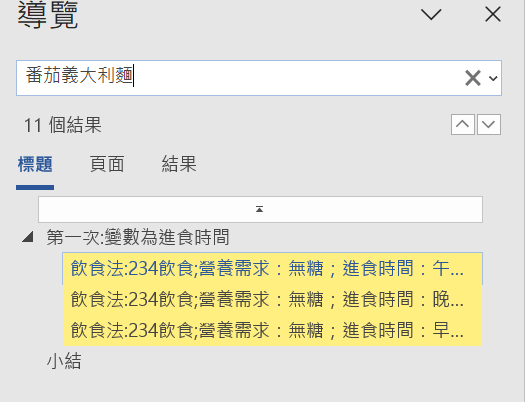 導覽
番茄義大利麵
11 個結果
標題 頁面 結果
第一次:變數為進食時間
飲食法:234飲食;營養需求：無糖；進食時間：午...
飲食法:234飲食;營養需求：無糖；進食時間：晚...
飲食法:234飲食;營養需求：無糖；進食時間：早...
小結